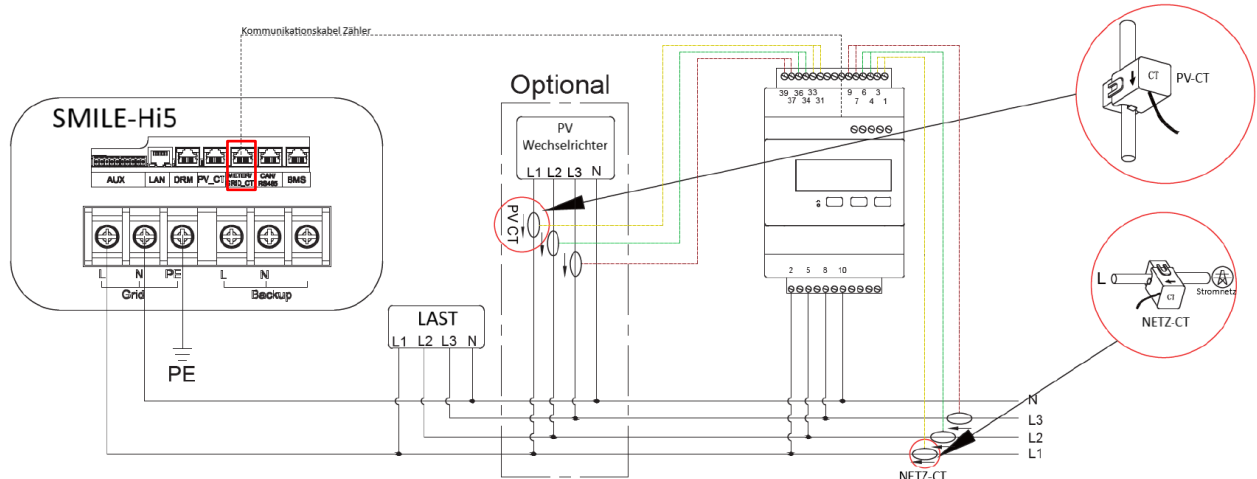 Kommunikationskabel Zähler
SMILE-Hi5
AUX LAN DRM PV_CT METER/GRID_CT CAN/RS485 BMS
L N PE L N
Grid Backup
PE
LAST
L1 L2 L3 N
Optional
PV
Wechselrichter
L1 L2 L3 N
PV CT
39 36 33 9 6 3
37 34 31 7 4 1
2 5 8 10
CT
PV-CT
L
CT
Stromnetz
NETZ-CT
N
L3
L2
L1
NETZ-CT